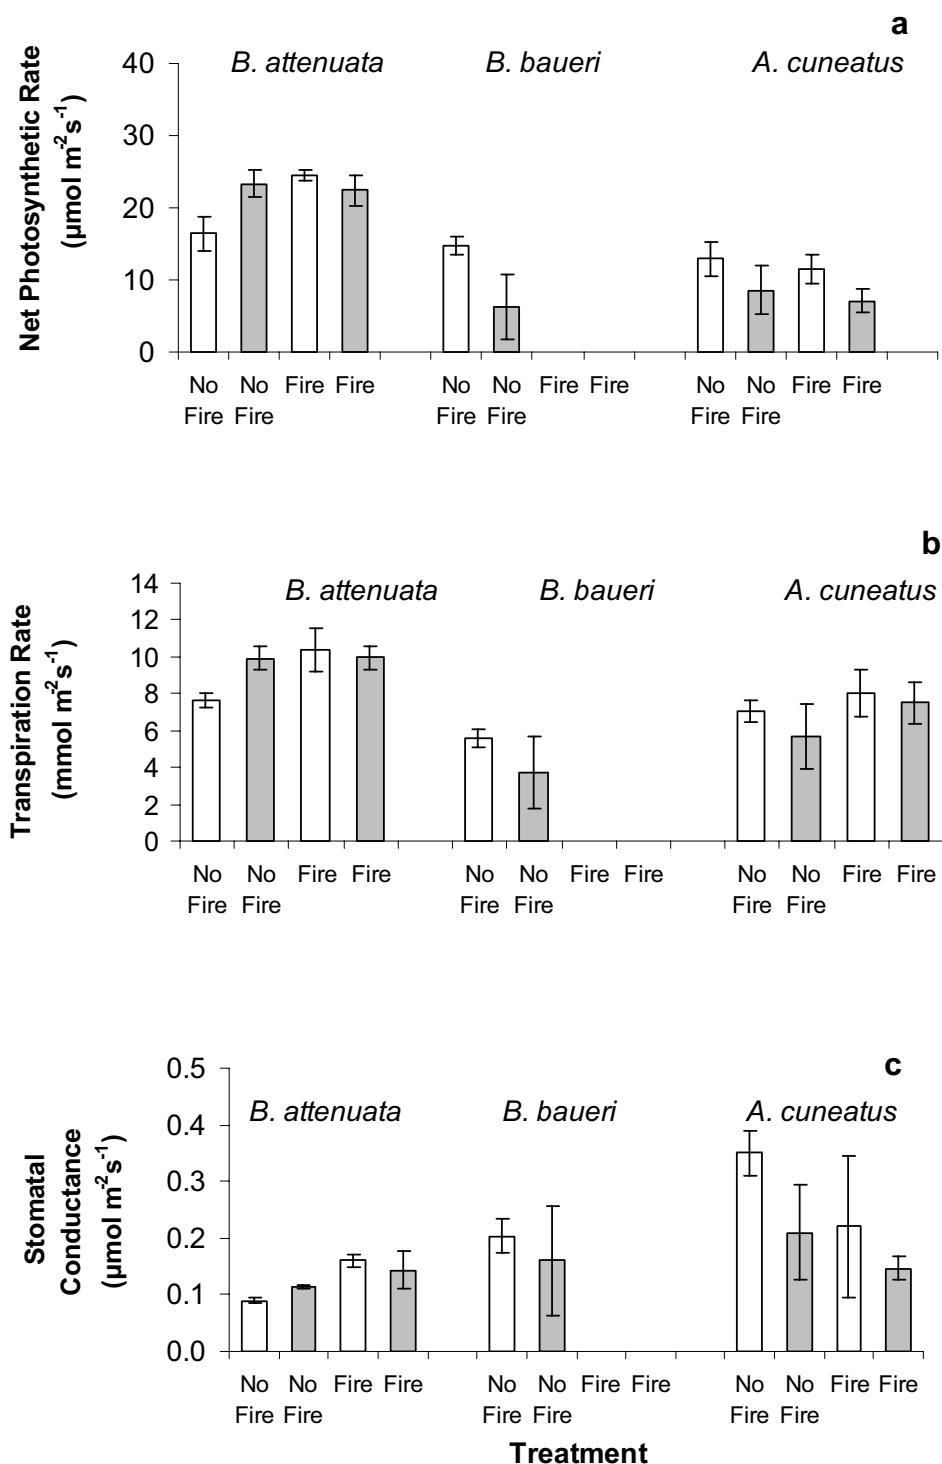 a
B. attenuata B. baueri A. cuneatus
Net Photosynthetic Rate
(µmol m-2s-1)
40
30
20
10
0
No No Fire Fire No No Fire Fire No No Fire Fire
Fire Fire Fire Fire Fire Fire
b
B. attenuata B. baueri A. cuneatus
Transpiration Rate
(mmol m-2s-1)
14
12
10
8
6
4
2
0
No No Fire Fire No No Fire Fire No No Fire Fire
Fire Fire Fire Fire Fire Fire
c
B. attenuata B. baueri A. cuneatus
Stomatal
Conductance
(µmol m-2s-1)
0.5
0.4
0.3
0.2
0.1
0.0
No No Fire Fire No No Fire Fire No No Fire Fire
Fire Fire Fire Fire Fire Fire
Treatment